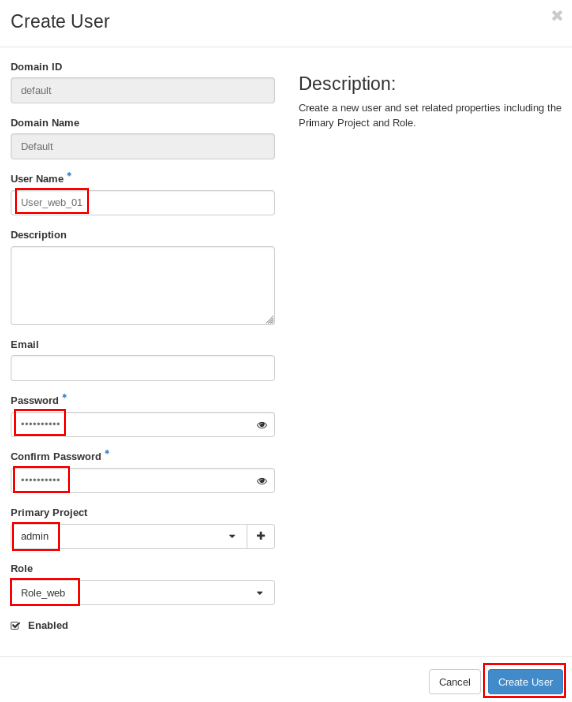 Create User
Domain ID
default
Domain Name
Default
User Name *
User_web_01
Description
Email
Password *
••••••••••
Confirm Password *
••••••••••
Primary Project
admin
Role
Role_web
Enabled
Description:
Create a new user and set related properties including the
Primary Project and Role.
Cancel
Create User